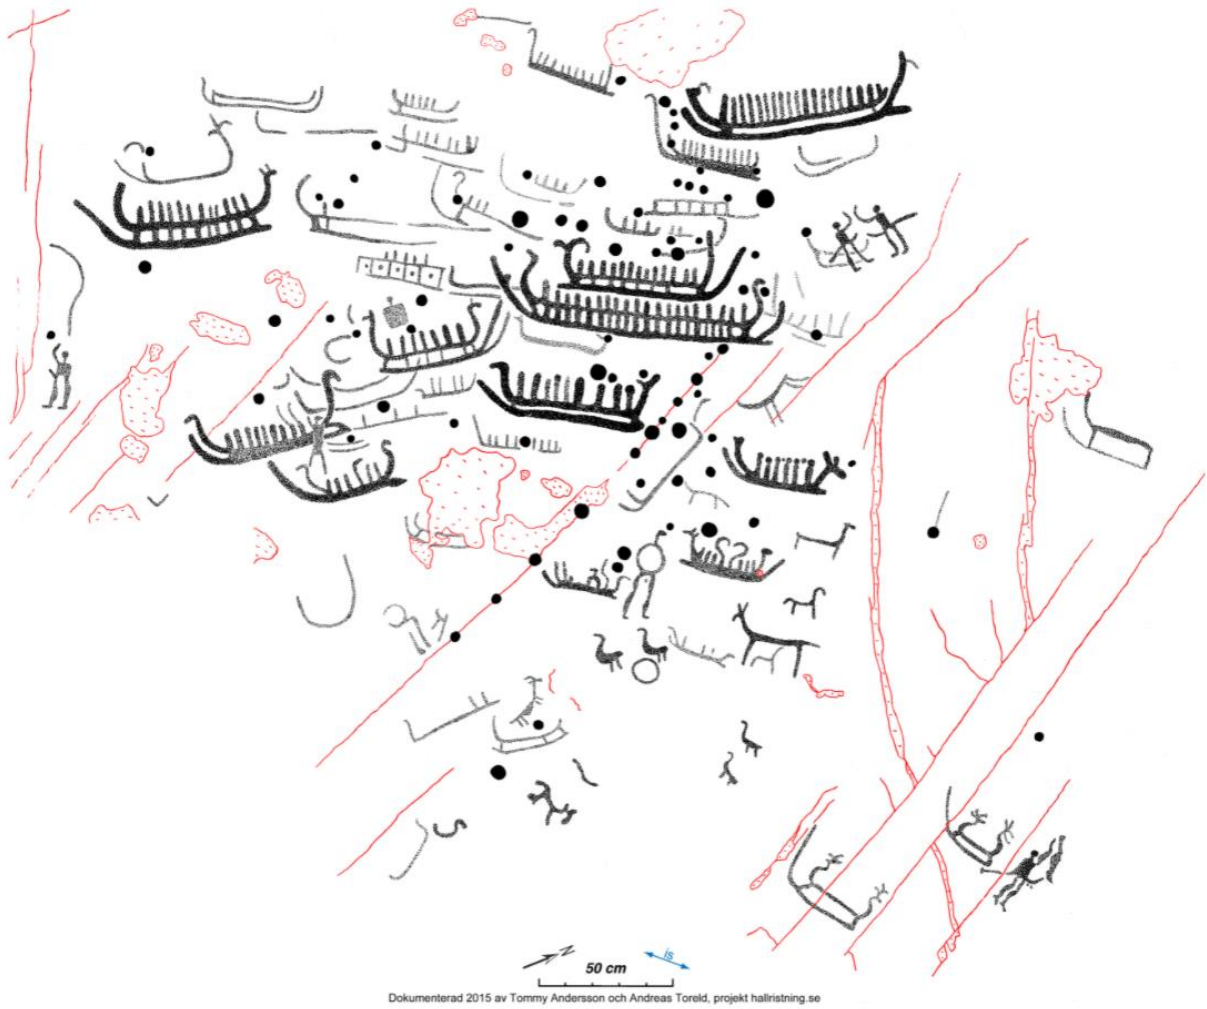 N
is
50 cm
Dokumenterad 2015 av Tommy Andersson och Andreas Toreld, projekt hallristning.se